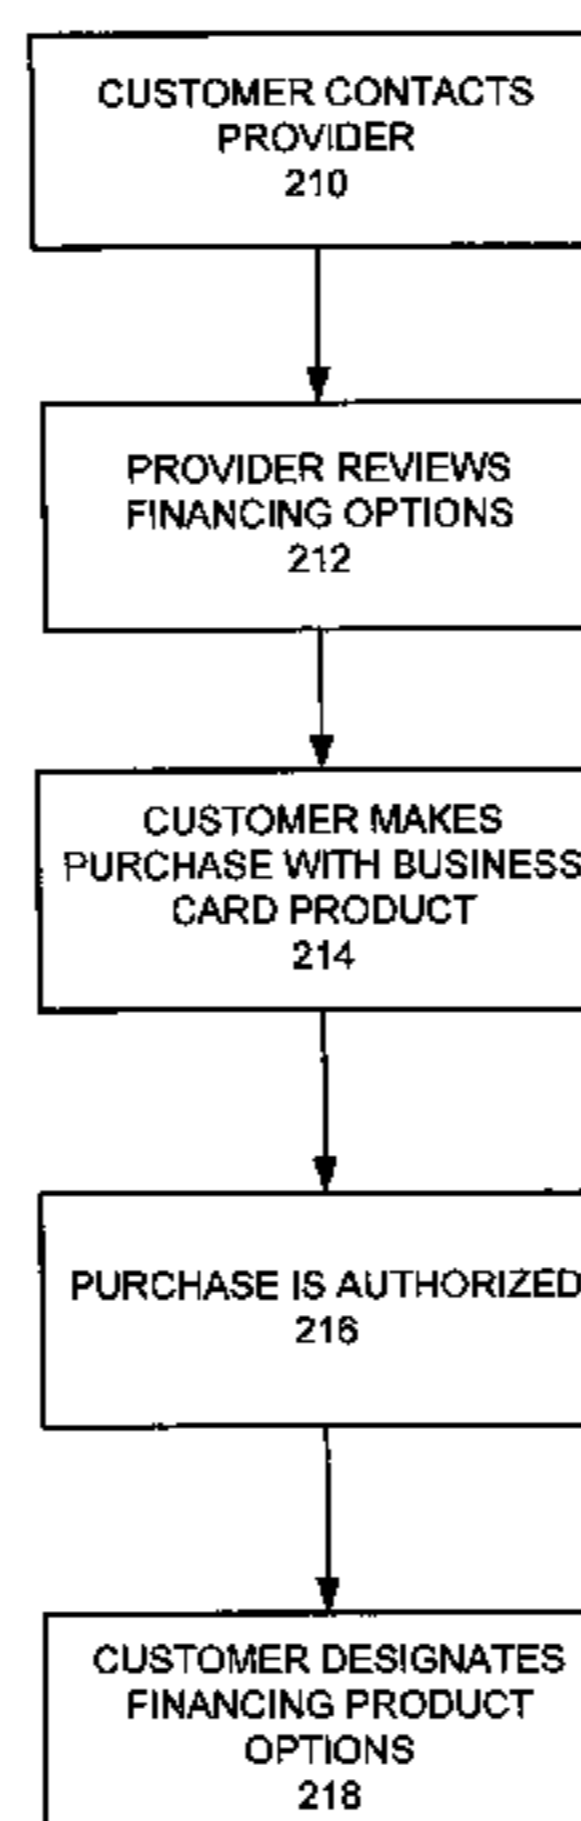 CUSTOMER CONTACTS
PROVIDER
210
PROVIDER REVIEWS
FINANCING OPTIONS
212
CUSTOMER MAKES
PURCHASE WITH BUSINESS
CARD PRODUCT
214
PURCHASE IS AUTHORIZED
216
CUSTOMER DESIGNATES
FINANCING PRODUCT
OPTIONS
218